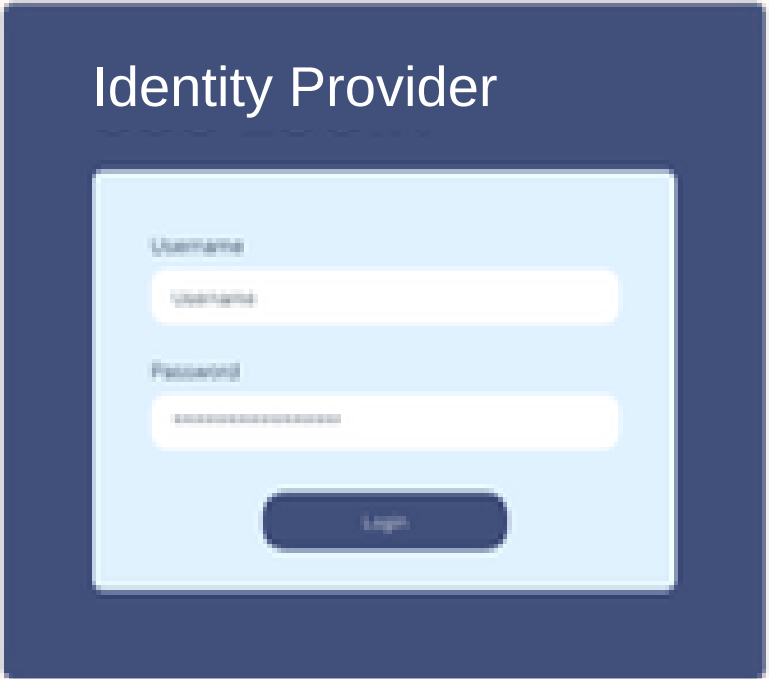 Identity Provider
Username
Username
Password
******************
Login